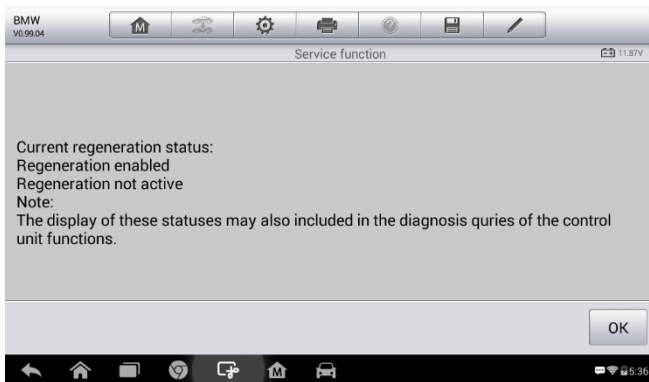 BMW
V0.99.04
M
Service function
11.87V
Current regeneration status:
Regeneration enabled
Regeneration not active
Note:
The display of these statuses may also included in the diagnosis quries of the control
unit functions.
OK
M
5:36